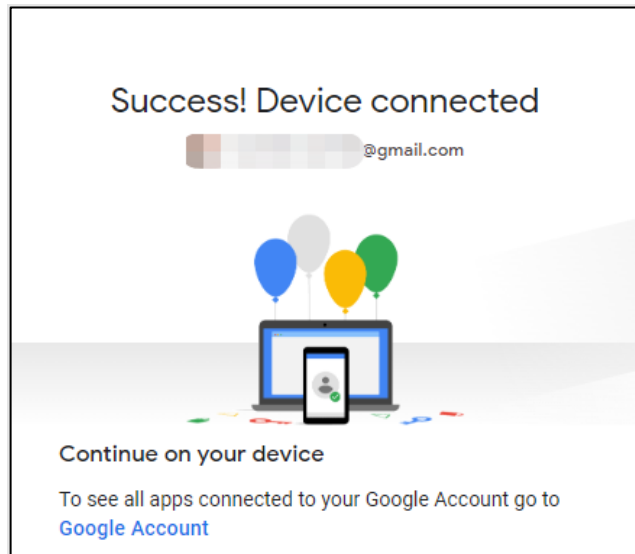 Success! Device connected
@gmail.com
Continue on your device
To see all apps connected to your Google Account go to
Google Account